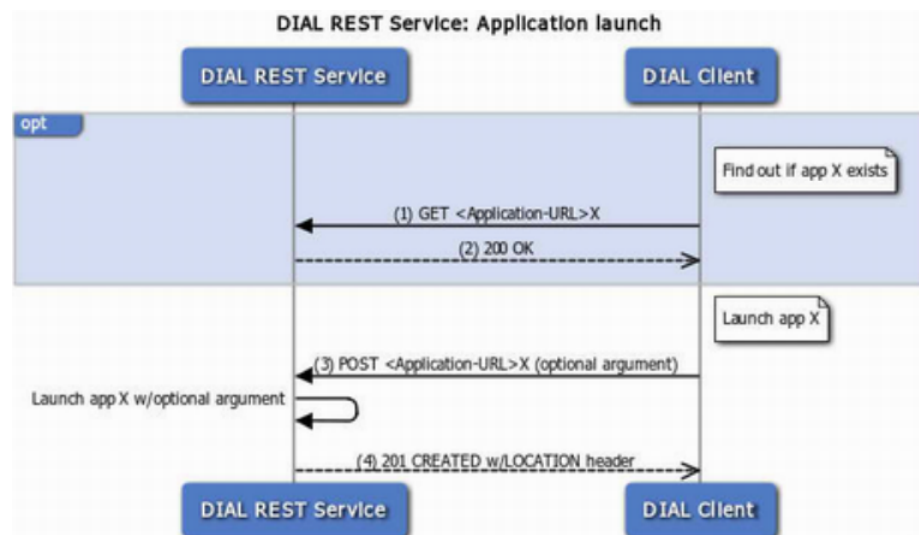 DIAL REST Service: Application launch
DIAL REST Service
DIAL Client
opt
Find out if app X exists
(1) GET <Application-URL>X
(2) 200 OK
Launch app X
(3) POST <Application-URL>X (optional argument)
Launch app X w/optional argument
(4) 201 CREATED w/LOCATION header
DIAL REST Service
DIAL Client